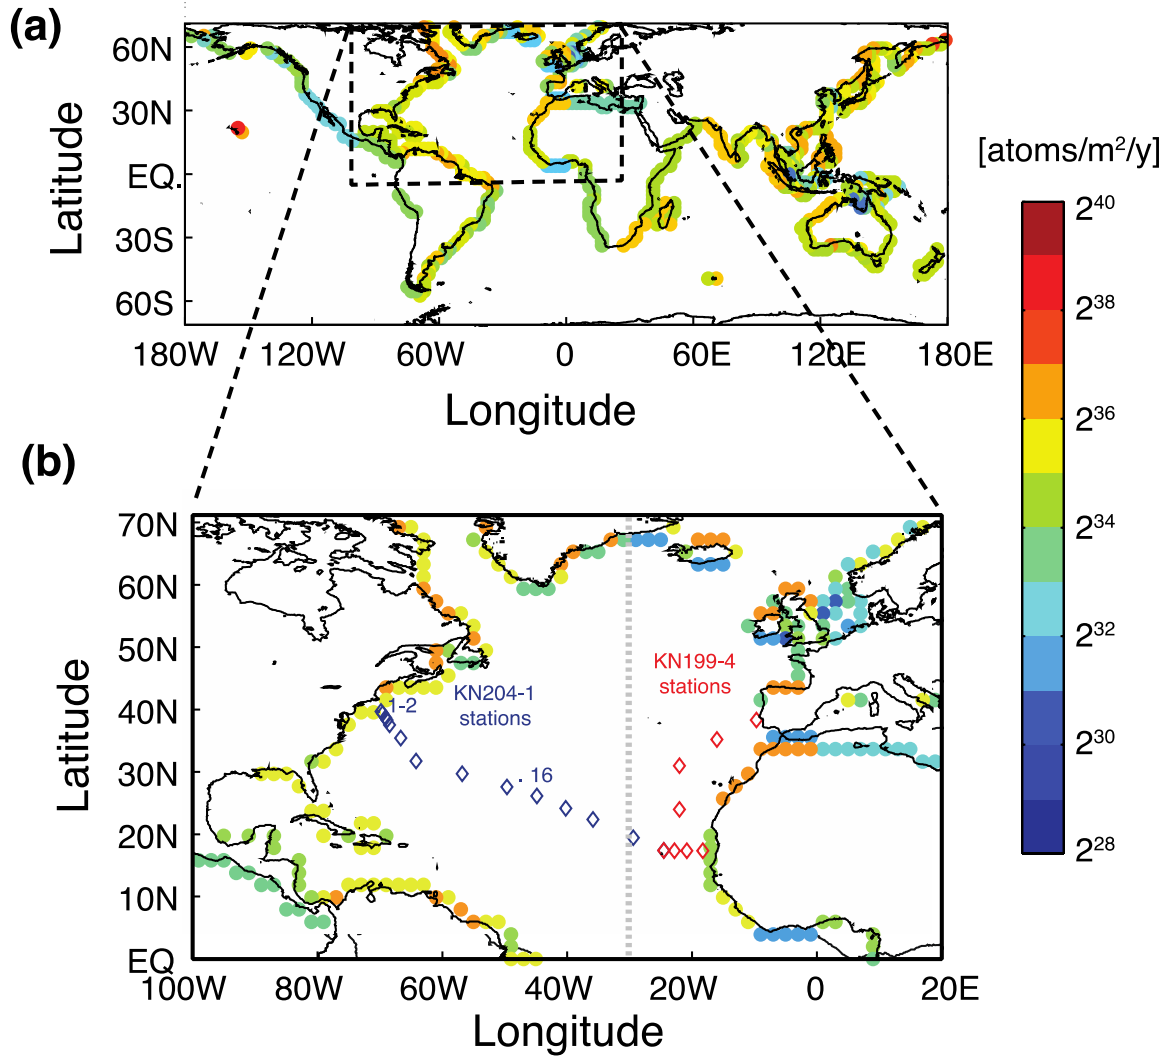 (a)
60N
30N
EQ.
30S
60S
Latitude
180W 120W 60W 0 60E 120E 180E
Longitude
[atoms/m²/y]
2⁴⁰
2³⁸
2³⁶
2³⁴
2³²
2³⁰
2²⁸
(b)
70N
60N
50N
40N
30N
20N
10N
EQ
Latitude
KN199-4
stations
1-2
KN204-1
stations
. 16
100W 80W 60W 40W 20W 0 20E
Longitude